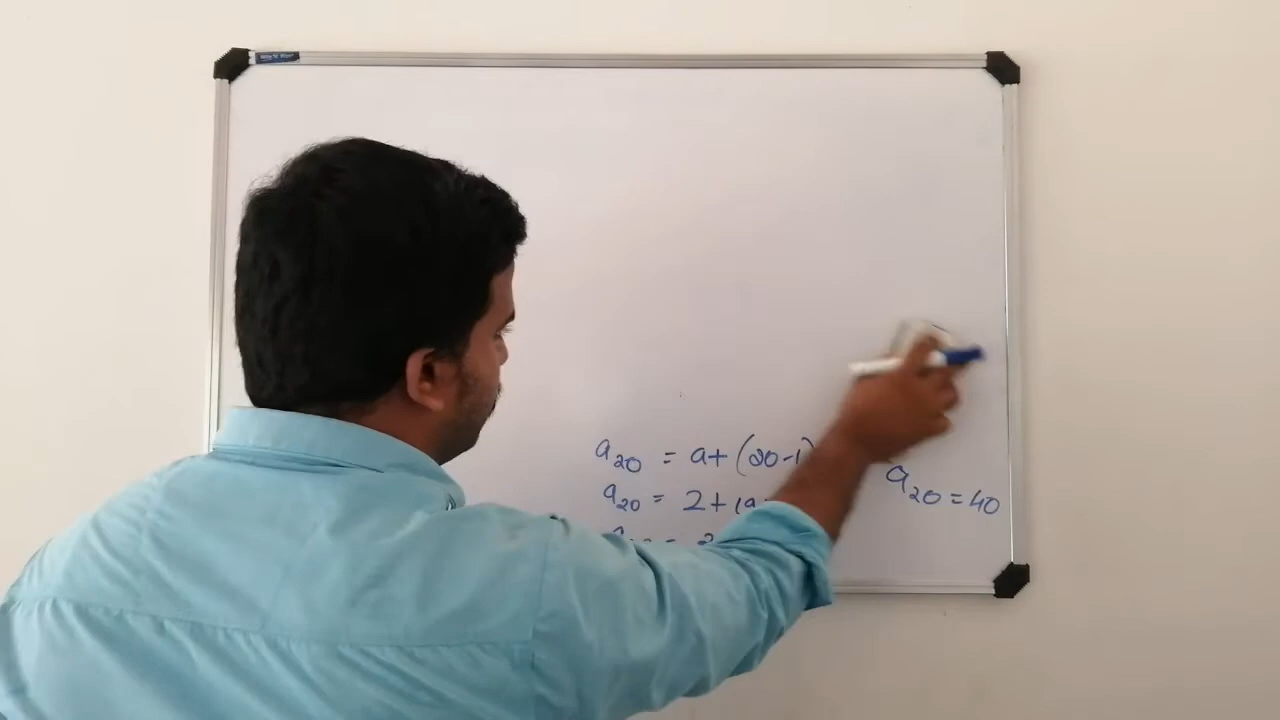 a₂₀ = a+(20-1)
a₂₀ = 2+(19
a₂₀ = 40